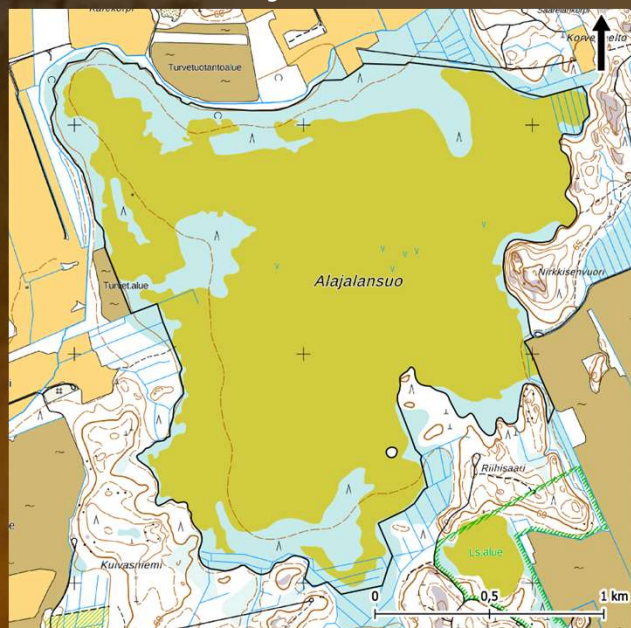 Turvetuotantoalue
Alajalansuo
Nirkkisenvuori
Turvet.alue
Riihisaari
Ls.alue
Kuivasniemi
0
0,5
1 km